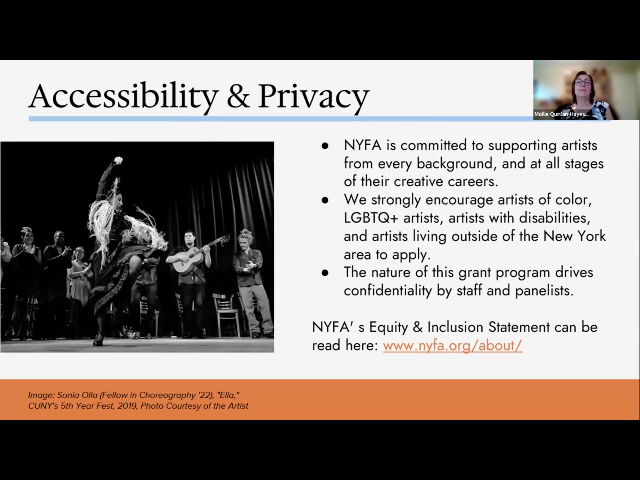 Accessibility & Privacy
● NYFA is committed to supporting artists
from every background, and at all stages
of their creative careers.
● We strongly encourage artists of color,
LGBTQ+ artists, artists with disabilities,
and artists living outside of the New York
area to apply.
● The nature of this grant program drives
confidentiality by staff and panelists.
NYFA' s Equity & Inclusion Statement can be
read here: www.nyfa.org/about/
Image: Sonia Olla (Fellow in Choreography '22), "Ella,"
CUNY's 5th Year Fest, 2019, Photo Courtesy of the Artist